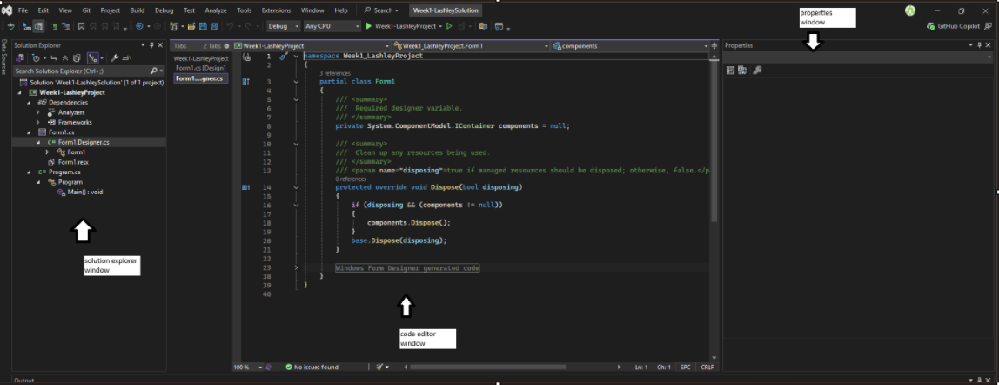 File Edit View Git Project Build Debug Test Analyze Tools Extensions Window Help Search Week1-LashleySolution
properties
window
Debug Any CPU Week1-LashleyProject GitHub Copilot
Data Sources
Solution Explorer
Search Solution Explorer (Ctrl+;)
Solution 'Week1-LashleySolution' (1 of 1 project)
Week1-LashleyProject
Dependencies
Analyzers
Frameworks
Form1.cs
Form1.Designer.cs
Form1
Form1.resx
Program.cs
Program
Main() : void
solution explorer
window
Tabs 2 Tabs
Week1-LashleyProject
Form1.cs [Design]
Form1....gner.cs
Week1-LashleyProject Week1_LashleyProject.Form1 components
1 namespace Week1_LashleyProject
2 {
3 references
3 partial class Form1
4 {
5 /// <summary>
6 /// Required designer variable.
7 /// </summary>
8 private System.ComponentModel.IContainer components = null;
9
10 /// <summary>
11 /// Clean up any resources being used.
12 /// </summary>
13 /// <param name="disposing">true if managed resources should be disposed; otherwise, false.</p
0 references
14 protected override void Dispose(bool disposing)
15 {
16 if (disposing && (components != null))
17 {
18 components.Dispose();
19 }
20 base.Dispose(disposing);
21 }
22
23 Windows Form Designer generated code
38 }
39 }
40
code editor
window
100 % No issues found Ln: 1 Ch: 1 SPC CRLF
Properties
Output